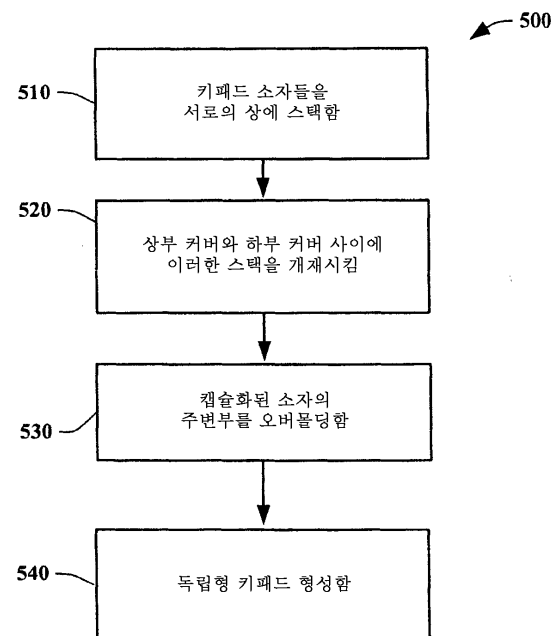 500
510
키패드 소자들을
서로의 상에 스택함
520
상부 커버와 하부 커버 사이에
이러한 스택을 개재시킴
530
캡슐화된 소자의
주변부를 오버몰딩함
540
독립형 키패드 형성함